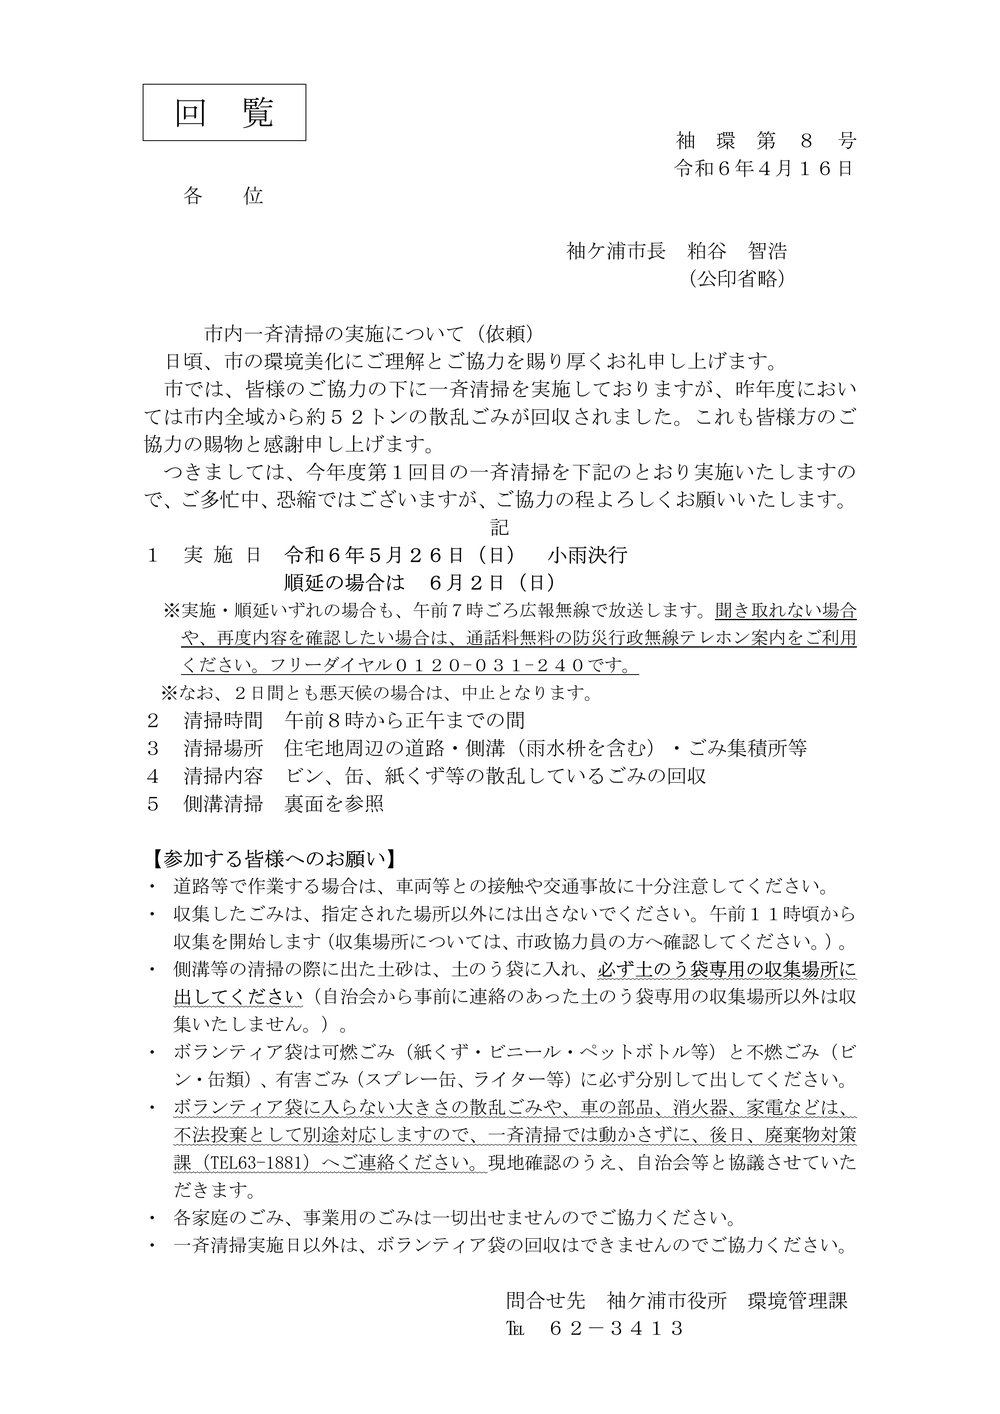 回　覧
袖　環　第　８　号
令和６年４月１６日
各　　位
袖ケ浦市長　粕谷　智浩
（公印省略）
市内一斉清掃の実施について（依頼）
日頃、市の環境美化にご理解とご協力を賜り厚くお礼申し上げます。
市では、皆様のご協力の下に一斉清掃を実施しておりますが、昨年度におい
ては市内全域から約５２トンの散乱ごみが回収されました。これも皆様方のご
協力の賜物と感謝申し上げます。
つきましては、今年度第１回目の一斉清掃を下記のとおり実施いたしますの
で、ご多忙中、恐縮ではございますが、ご協力の程よろしくお願いいたします。
記
１　実 施 日　令和６年５月２６日（日）　小雨決行
順延の場合は　６月２日（日）
※実施・順延いずれの場合も、午前７時ごろ広報無線で放送します。聞き取れない場合
や、再度内容を確認したい場合は、通話料無料の防災行政無線テレホン案内をご利用
ください。フリーダイヤル０１２０-０３１-２４０です。
※なお、２日間とも悪天候の場合は、中止となります。
２　清掃時間　午前８時から正午までの間
３　清掃場所　住宅地周辺の道路・側溝（雨水枡を含む）・ごみ集積所等
４　清掃内容　ビン、缶、紙くず等の散乱しているごみの回収
５　側溝清掃　裏面を参照
【参加する皆様へのお願い】
・ 道路等で作業する場合は、車両等との接触や交通事故に十分注意してください。
・ 収集したごみは、指定された場所以外には出さないでください。午前１１時頃から
収集を開始します（収集場所については、市政協力員の方へ確認してください。）。
・ 側溝等の清掃の際に出た土砂は、土のう袋に入れ、必ず土のう袋専用の収集場所に
出してください（自治会から事前に連絡のあった土のう袋専用の収集場所以外は収
集いたしません。）。
・ ボランティア袋は可燃ごみ（紙くず・ビニール・ペットボトル等）と不燃ごみ（ビ
ン・缶類）、有害ごみ（スプレー缶、ライター等）に必ず分別して出してください。
・ ボランティア袋に入らない大きさの散乱ごみや、車の部品、消火器、家電などは、
不法投棄として別途対応しますので、一斉清掃では動かさずに、後日、廃棄物対策
課（TEL63-1881）へご連絡ください。現地確認のうえ、自治会等と協議させていた
だきます。
・ 各家庭のごみ、事業用のごみは一切出せませんのでご協力ください。
・ 一斉清掃実施日以外は、ボランティア袋の回収はできませんのでご協力ください。
問合せ先　袖ケ浦市役所　環境管理課
℡　６２－３４１３